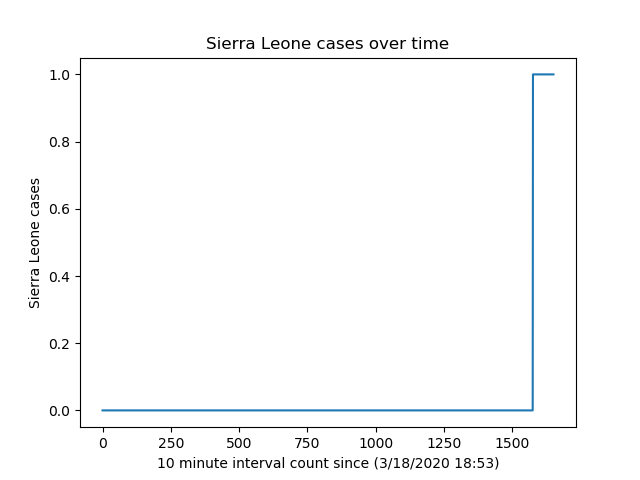 Sierra Leone cases over time
1.0
0.8
0.6
0.4
0.2
0.0
Sierra Leone cases
0 250 500 750 1000 1250 1500
10 minute interval count since (3/18/2020 18:53)